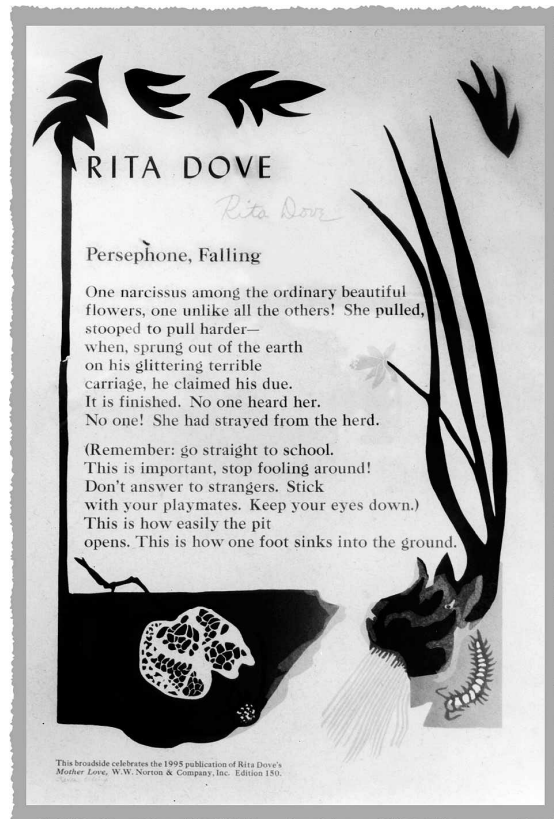 RITA DOVE
Rita Dove
Persephone, Falling
One narcissus among the ordinary beautiful
flowers, one unlike all the others! She pulled,
stooped to pull harder—
when, sprung out of the earth
on his glittering terrible
carriage, he claimed his due.
It is finished. No one heard her.
No one! She had strayed from the herd.
(Remember: go straight to school.
This is important, stop fooling around!
Don't answer to strangers. Stick
with your playmates. Keep your eyes down.)
This is how easily the pit
opens. This is how one foot sinks into the ground.
This broadside celebrates the 1995 publication of Rita Dove's
Mother Love, W.W. Norton & Company, Inc. Edition 150.